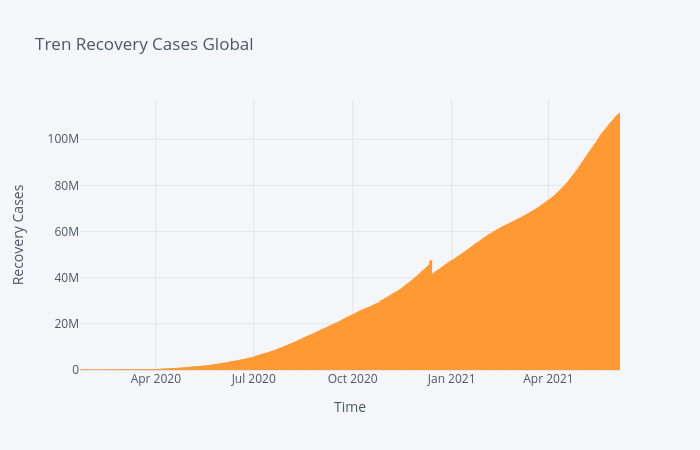 Tren Recovery Cases Global
Recovery Cases
100M
80M
60M
40M
20M
0
Apr 2020 Jul 2020 Oct 2020 Jan 2021 Apr 2021
Time